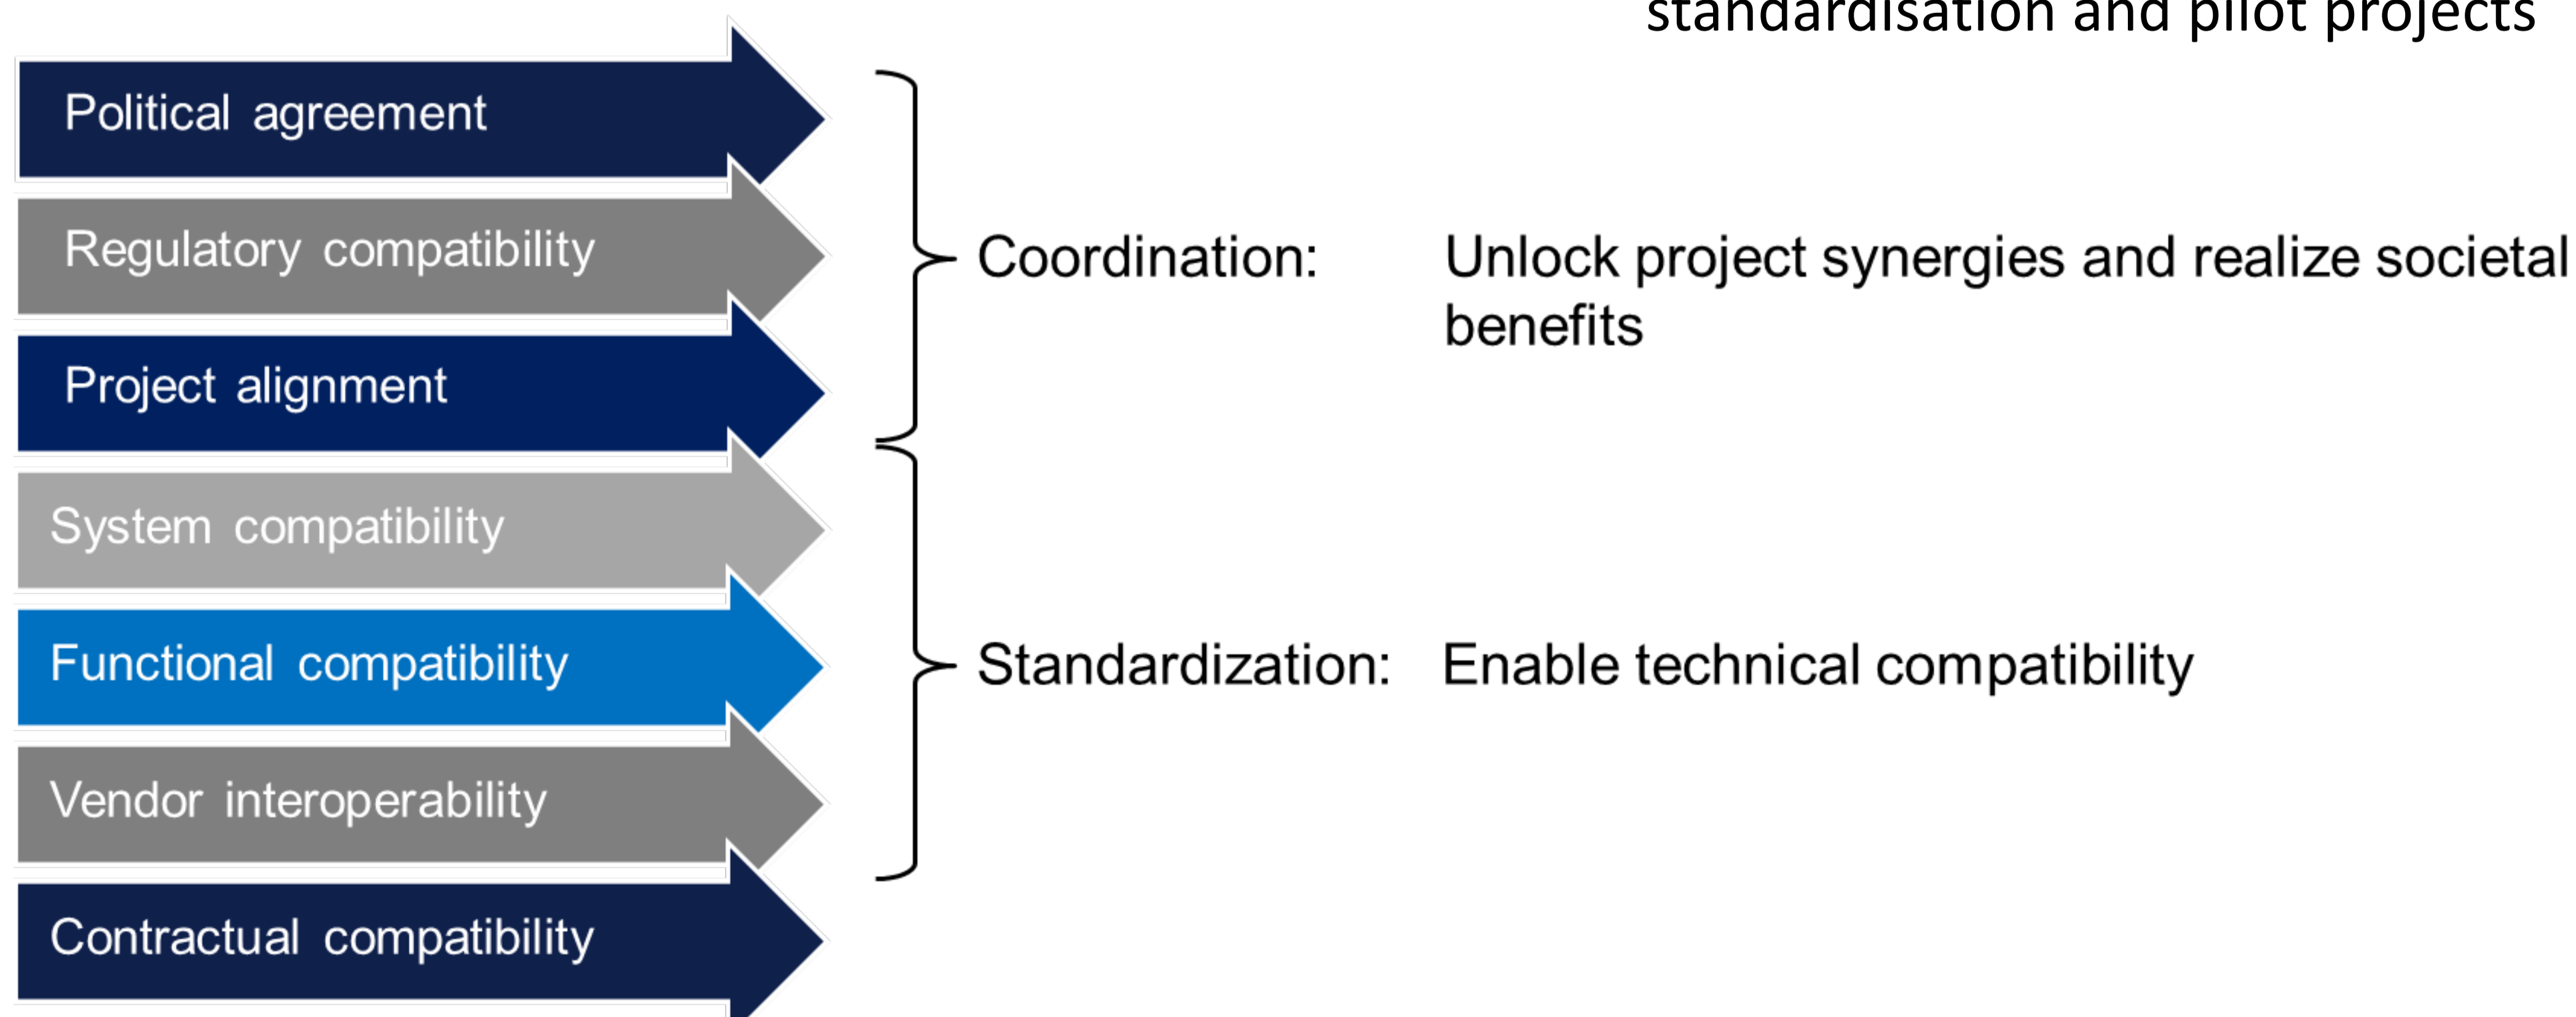 standardisation and pilot projects
Political agreement
Regulatory compatibility
Project alignment
System compatibility
Functional compatibility
Vendor interoperability
Contractual compatibility
Coordination: Unlock project synergies and realize societal
benefits
Standardization: Enable technical compatibility